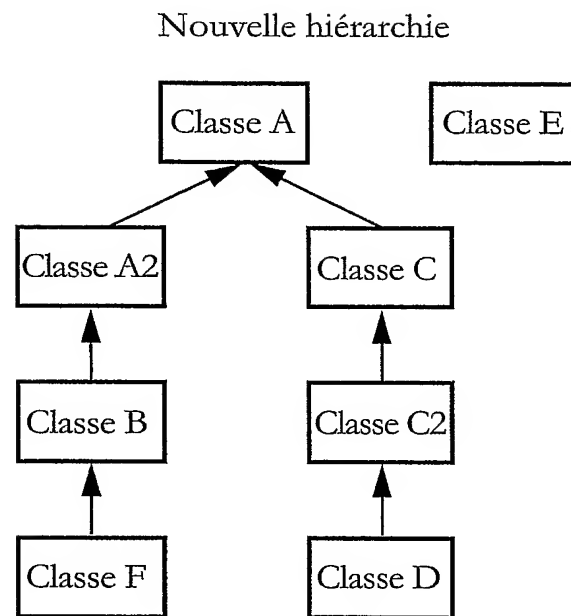 Nouvelle hiérarchie
Classe A
Classe E
Classe A2
Classe C
Classe B
Classe C2
Classe F
Classe D